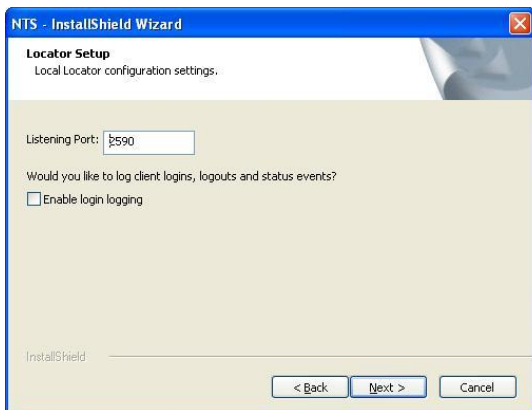 NTS - InstallShield Wizard
Locator Setup
Local Locator configuration settings.
Listening Port: 2590
Would you like to log client logins, logouts and status events?
Enable login logging
InstallShield
< Back Next > Cancel